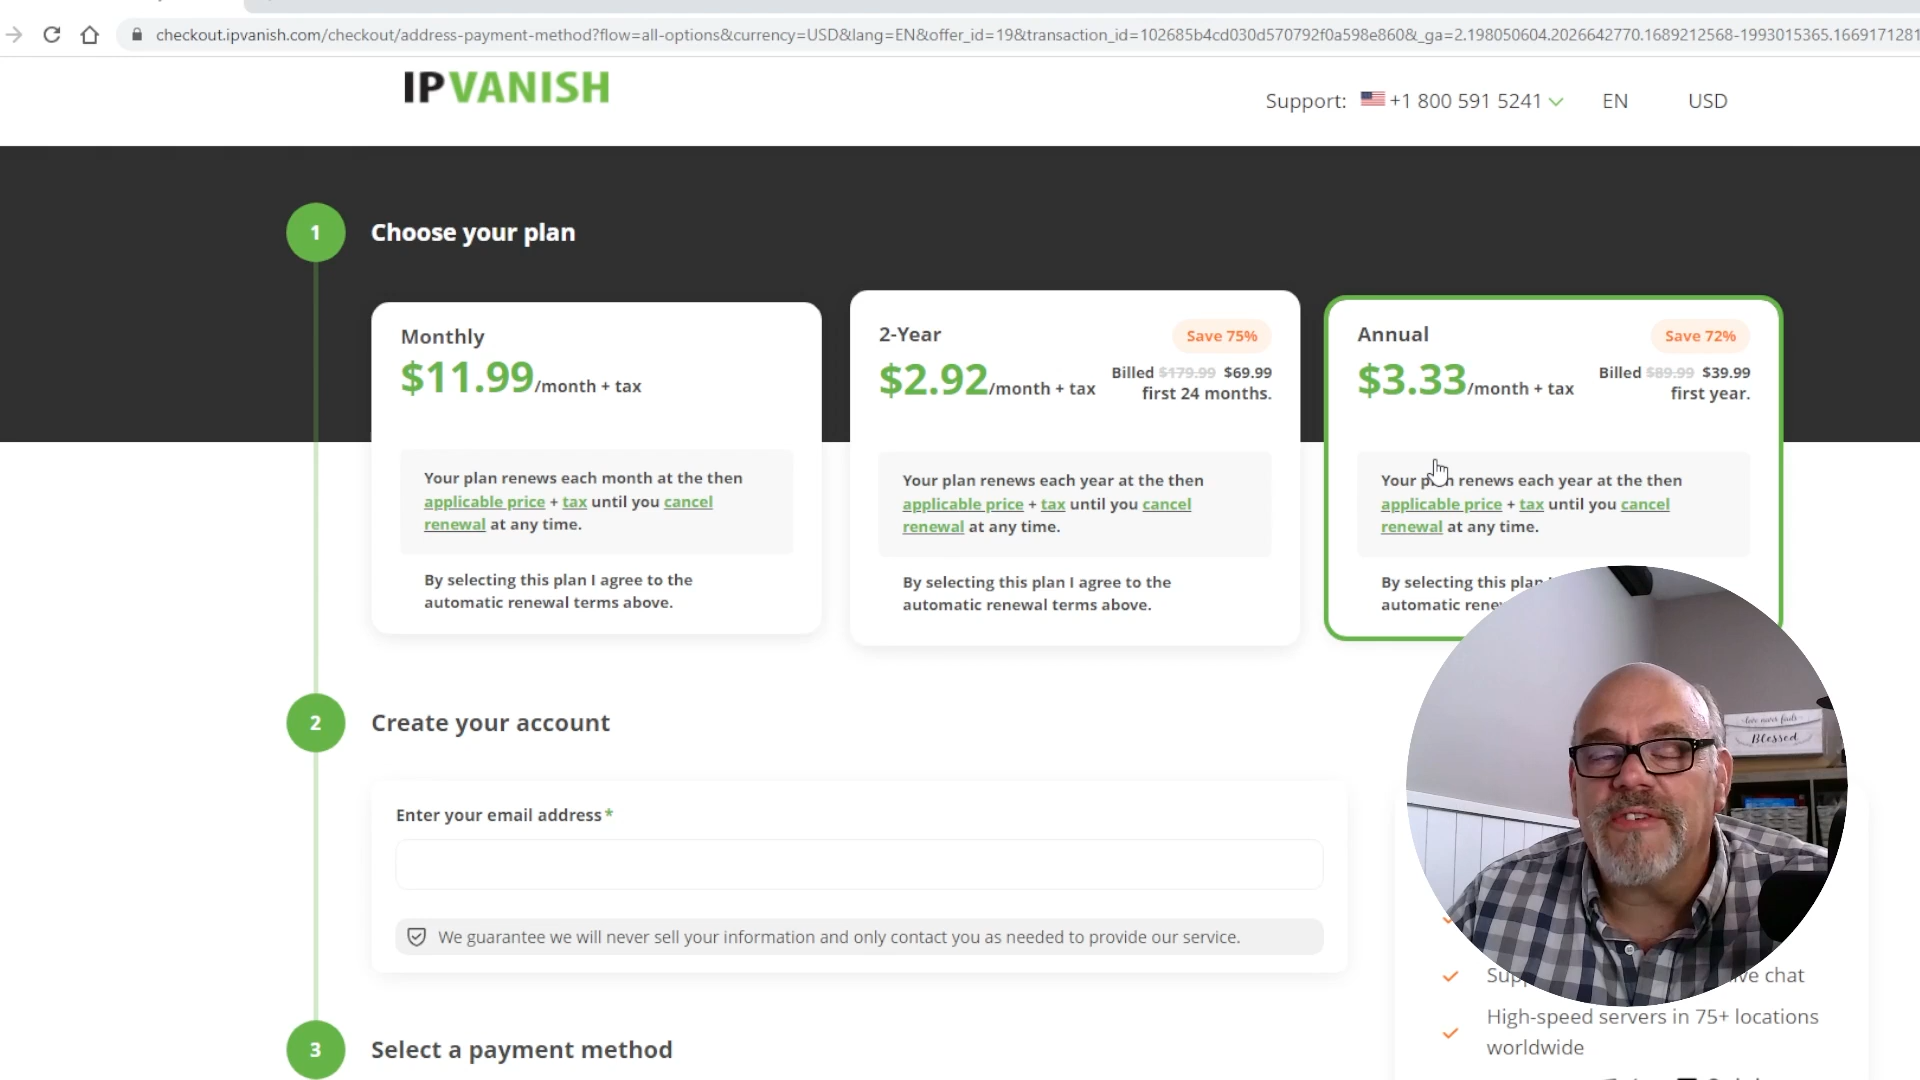 checkout.ipvanish.com/checkout/address-payment-method?flow=all-options&currency=USD&lang=EN&offer_id=19&transaction_id=102685b4cd030d570792f0a598e860&_ga=2.198050604.2026642770.1689212568-1993015365.1669171281
IPVANISH
Support: +1 800 591 5241 EN USD
1 Choose your plan
Monthly
$11.99/month + tax
Your plan renews each month at the then
applicable price + tax until you cancel
renewal at any time.
By selecting this plan I agree to the
automatic renewal terms above.
2-Year Save 75%
$2.92/month + tax Billed $179.99 $69.99
first 24 months.
Your plan renews each year at the then
applicable price + tax until you cancel
renewal at any time.
By selecting this plan I agree to the
automatic renewal terms above.
Annual Save 72%
$3.33/month + tax Billed $89.99 $39.99
first year.
Your plan renews each year at the then
applicable price + tax until you cancel
renewal at any time.
By selecting this plan
automatic
2 Create your account
Enter your email address*
We guarantee we will never sell your information and only contact you as needed to provide our service.
3 Select a payment method
love never fails
Blessed
chat
High-speed servers in 75+ locations
worldwide